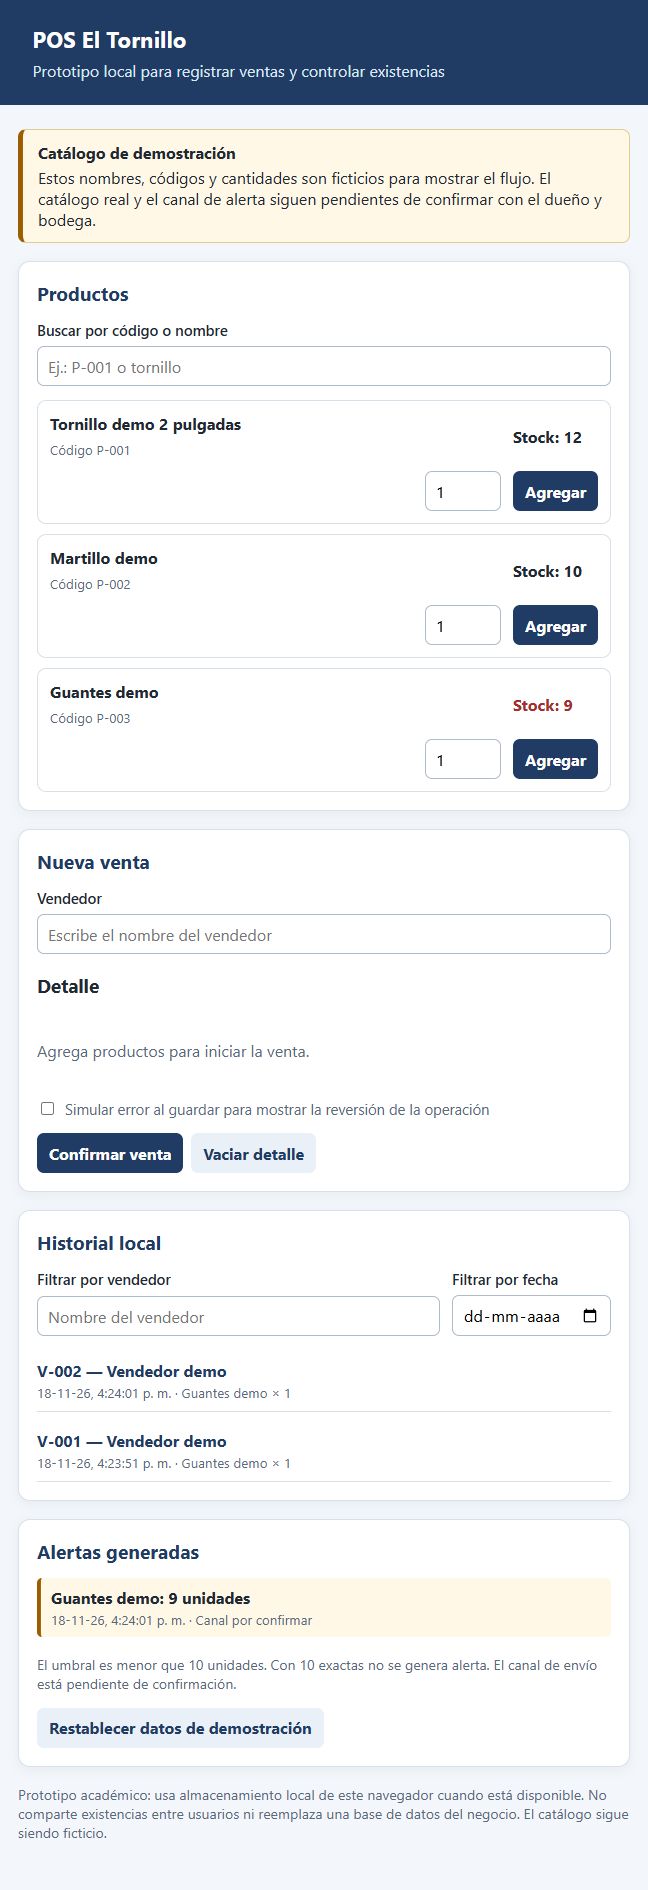 POS El Tornillo
Prototipo local para registrar ventas y controlar existencias
Catálogo de demostración
Estos nombres, códigos y cantidades son ficticios para mostrar el flujo. El
catálogo real y el canal de alerta siguen pendientes de confirmar con el dueño y
bodega.
Productos
Buscar por código o nombre
Ej.: P-001 o tornillo
Tornillo demo 2 pulgadas
Código P-001
Stock: 12
1
Agregar
Martillo demo
Código P-002
Stock: 10
1
Agregar
Guantes demo
Código P-003
Stock: 9
1
Agregar
Nueva venta
Vendedor
Escribe el nombre del vendedor
Detalle
Agrega productos para iniciar la venta.
Simular error al guardar para mostrar la reversión de la operación
Confirmar venta
Vaciar detalle
Historial local
Filtrar por vendedor
Filtrar por fecha
Nombre del vendedor
dd-mm-aaaa
V-002 — Vendedor demo
18-11-26, 4:24:01 p. m. · Guantes demo × 1
V-001 — Vendedor demo
18-11-26, 4:23:51 p. m. · Guantes demo × 1
Alertas generadas
Guantes demo: 9 unidades
18-11-26, 4:24:01 p. m. · Canal por confirmar
El umbral es menor que 10 unidades. Con 10 exactas no se genera alerta. El canal de envío
está pendiente de confirmación.
Restablecer datos de demostración
Prototipo académico: usa almacenamiento local de este navegador cuando está disponible. No
comparte existencias entre usuarios ni reemplaza una base de datos del negocio. El catálogo sigue
siendo ficticio.